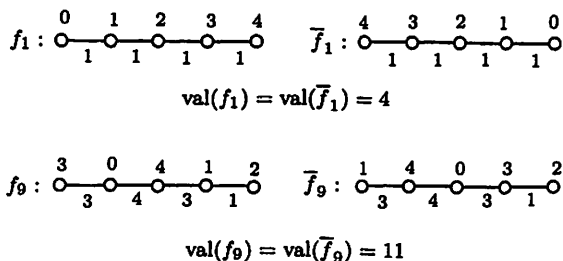 0 1 2 3 4 4 3 2 1 0
f₁ : f̄₁ :
1 1 1 1 1 1 1 1
val(f₁) = val(f̄₁) = 4
3 0 4 1 2 1 4 0 3 2
f₉ : f̄₉ :
3 4 3 1 3 4 3 1
val(f₉) = val(f̄₉) = 11